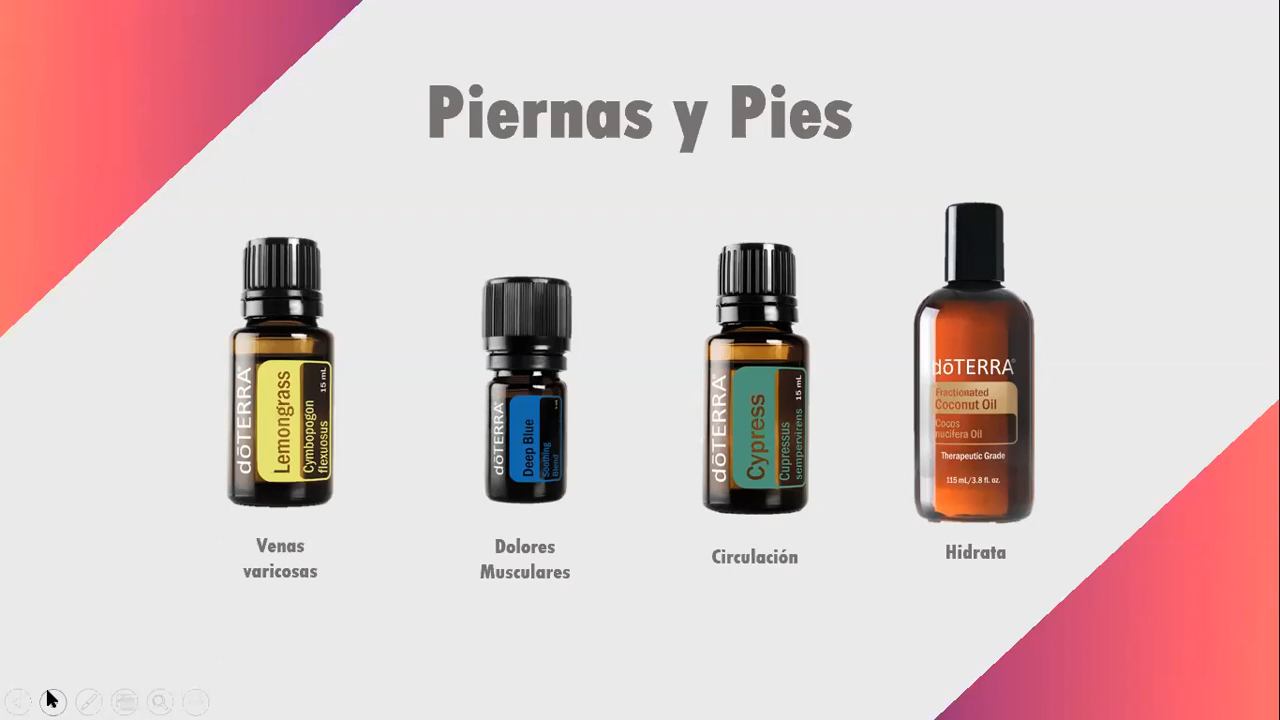 Piernas y Pies
dōTERRA®
Lemongrass
Cymbopogon
flexuosus
15 mL
Venas
varicosas
dōTERRA®
Deep Blue
Soothing
Blend
Dolores
Musculares
dōTERRA®
Cypress
Cupressus
sempervirens
15 mL
Circulación
dōTERRA®
Fractionated
Coconut Oil
Cocos
nucifera Oil
Therapeutic Grade
115 mL/3.8 fl. oz.
Hidrata